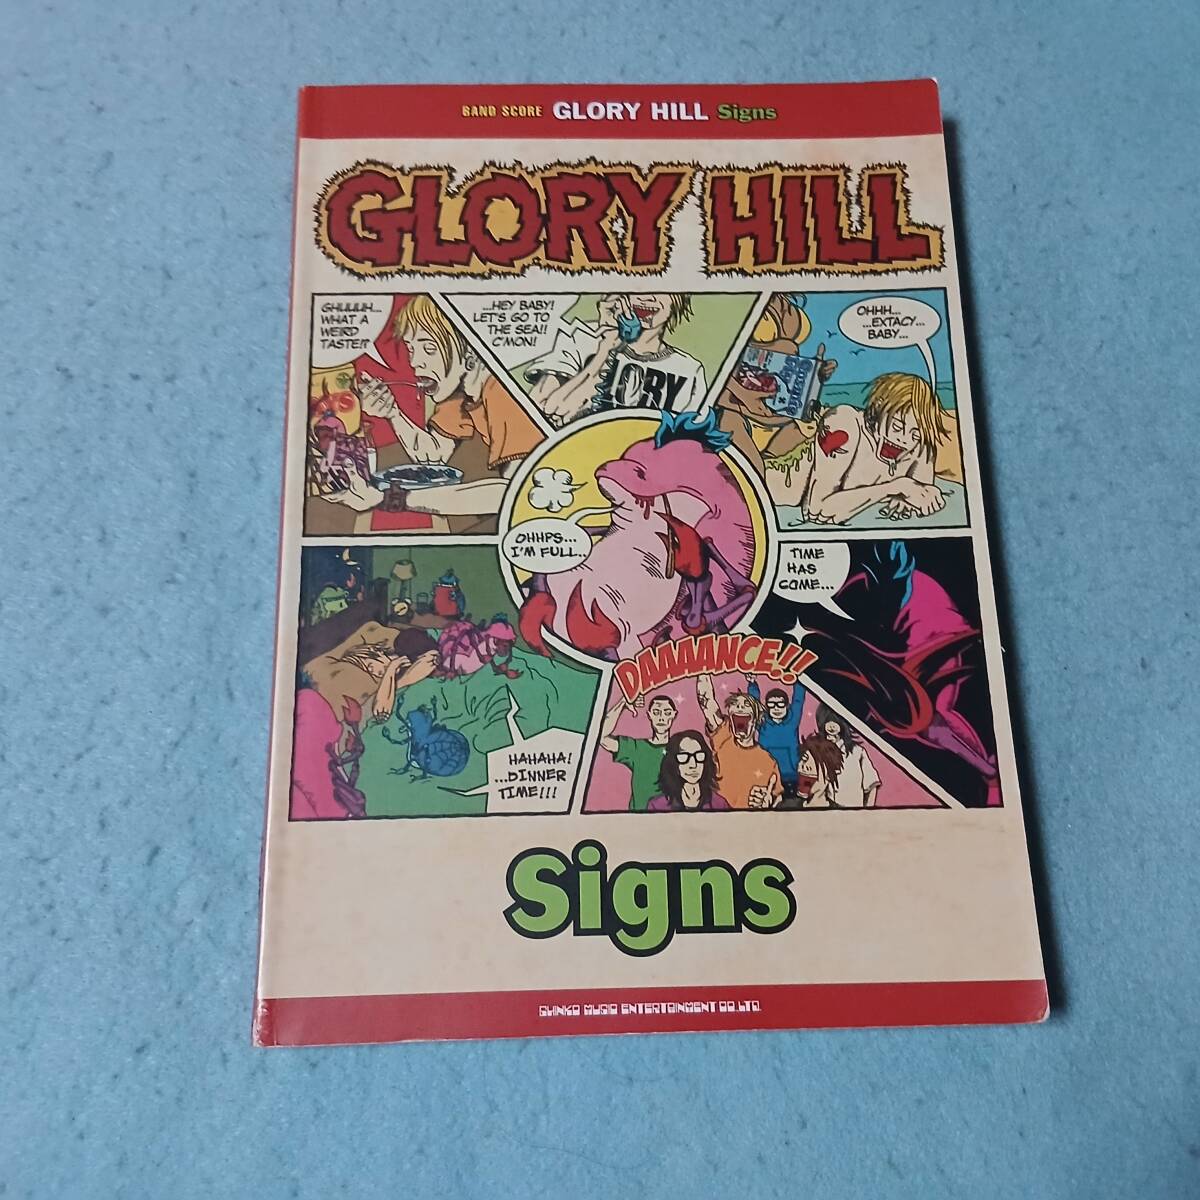 BAND SCORE GLORY HILL Signs
GLORY HILL
GHUUUH...
WHAT A
WEIRD
TASTE!?
...HEY BABY!
LET'S GO TO
THE SEA!!
C'MON!
LORY
OHHH...
...EXTACY...
BABY...
OHHPS...
I'M FULL..
TIME
HAS
COME...
DAAAANCE!!
HAHAHA!
...DINNER
TIME!!!
Signs
SHINKO MUSIC ENTERTAINMENT CO.,LTD.